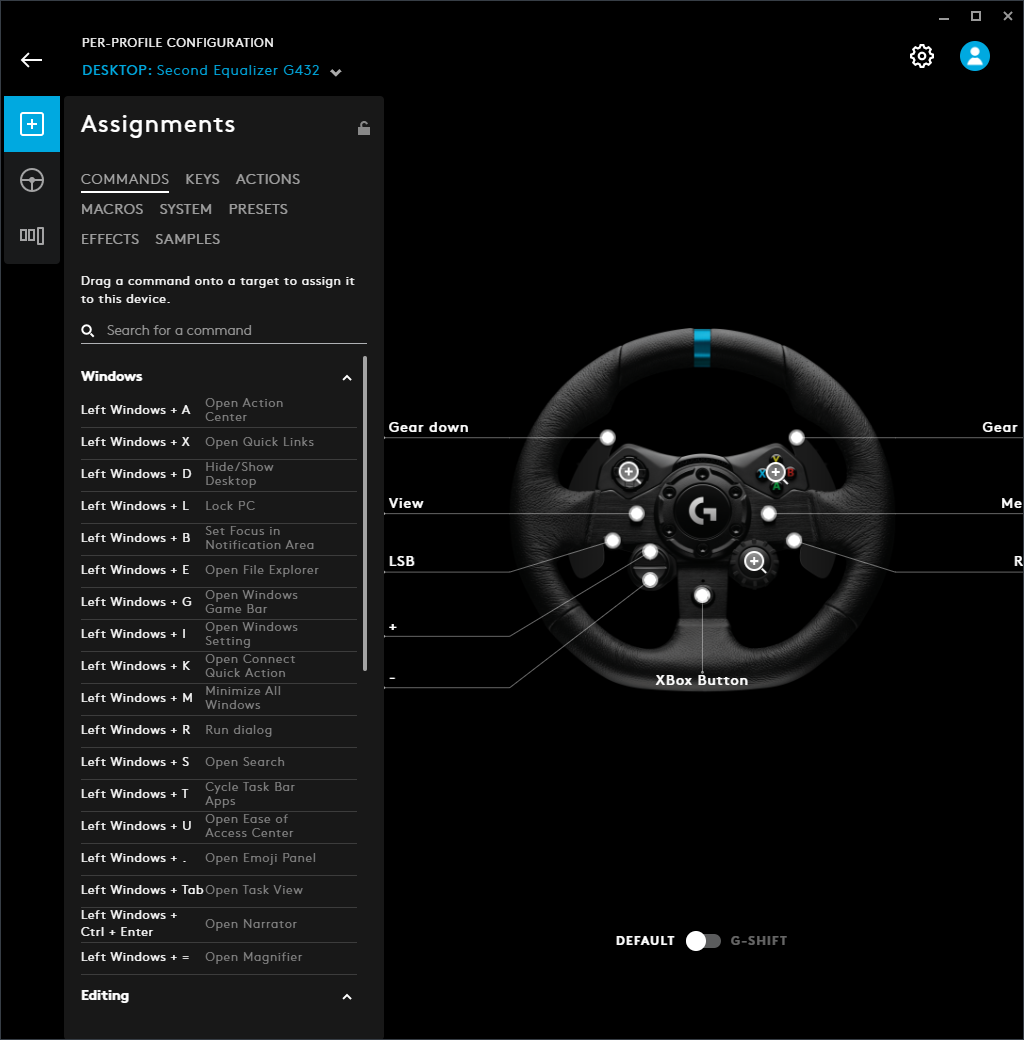 PER-PROFILE CONFIGURATION
DESKTOP: Second Equalizer G432
Assignments
COMMANDS KEYS ACTIONS
MACROS SYSTEM PRESETS
EFFECTS SAMPLES
Drag a command onto a target to assign it
to this device.
Search for a command
Windows
Left Windows + A Open Action
Center
Left Windows + X Open Quick Links
Left Windows + D Hide/Show
Desktop
Left Windows + L Lock PC
Left Windows + B Set Focus in
Notification Area
Left Windows + E Open File Explorer
Left Windows + G Open Windows
Game Bar
Left Windows + I Open Windows
Setting
Left Windows + K Open Connect
Quick Action
Left Windows + M Minimize All
Windows
Left Windows + R Run dialog
Left Windows + S Open Search
Left Windows + T Cycle Task Bar
Apps
Left Windows + U Open Ease of
Access Center
Left Windows + . Open Emoji Panel
Left Windows + Tab Open Task View
Left Windows +
Ctrl + Enter Open Narrator
Left Windows + = Open Magnifier
Editing
Gear down
Gear
View
Me
LSB
R
+
-
Y
X
B
A
G
XBox Button
DEFAULT G-SHIFT